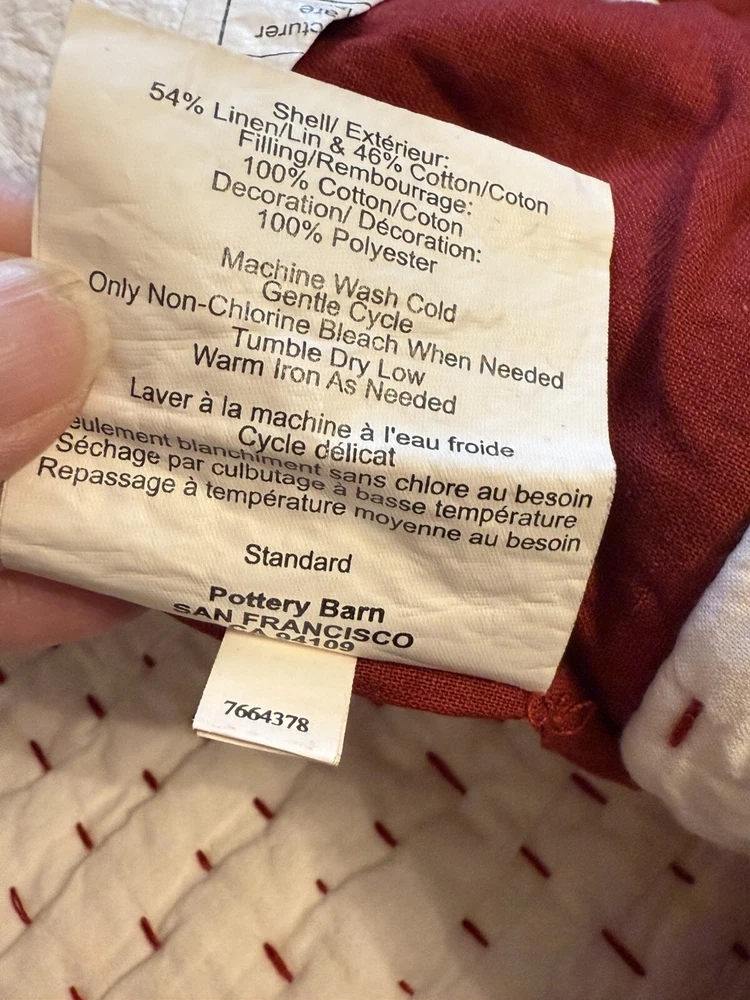 Shell/ Extérieur:
54% Linen/Lin & 46% Cotton/Coton
Filling/Rembourrage:
100% Cotton/Coton
Decoration/ Décoration:
100% Polyester
Machine Wash Cold
Gentle Cycle
Only Non-Chlorine Bleach When Needed
Tumble Dry Low
Warm Iron As Needed
Laver à la machine à l'eau froide
Cycle délicat
eulement blanchiment sans chlore au besoin
Séchage par culbutage à basse température
Repassage à température moyenne au besoin
Standard
Pottery Barn
SAN FRANCISCO
CA 94109
7664378